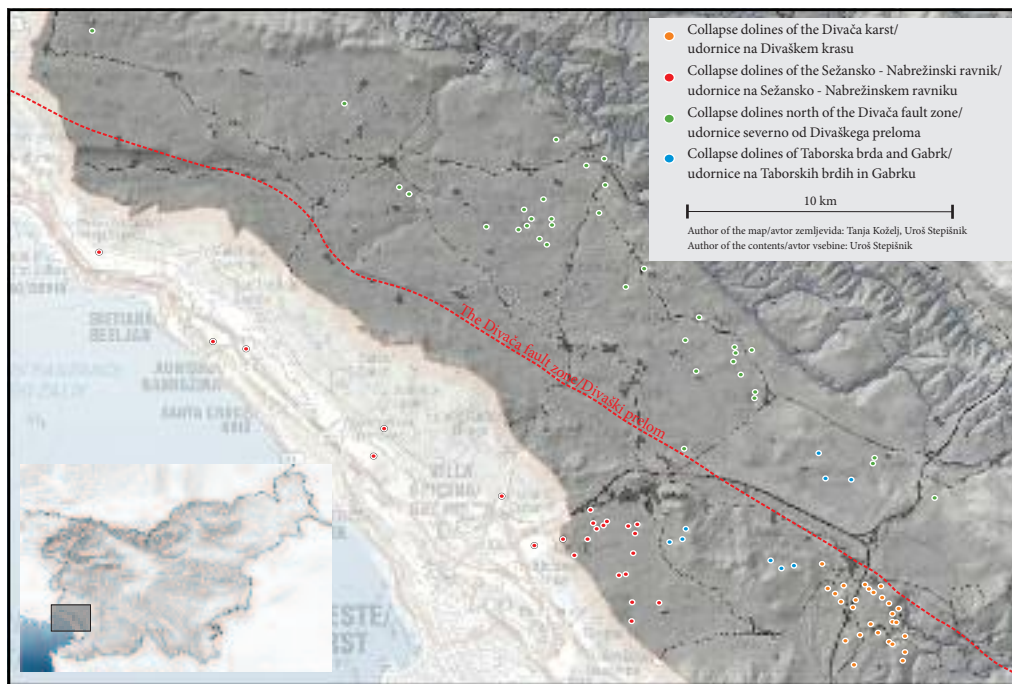 Collapse dolines of the Divača karst/
udornice na Divaškem krasu
Collapse dolines of the Sežansko - Nabrežinski ravnik/
udornice na Sežansko - Nabrežinskem ravniku
Collapse dolines north of the Divača fault zone/
udornice severno od Divaškega preloma
Collapse dolines of Taborska brda and Gabrk/
udornice na Taborskih brdih in Gabrku
10 km
Author of the map/avtor zemljevida: Tanja Koželj, Uroš Stepišnik
Author of the contents/avtor vsebine: Uroš Stepišnik
The Divača fault zone/Divaški prelom